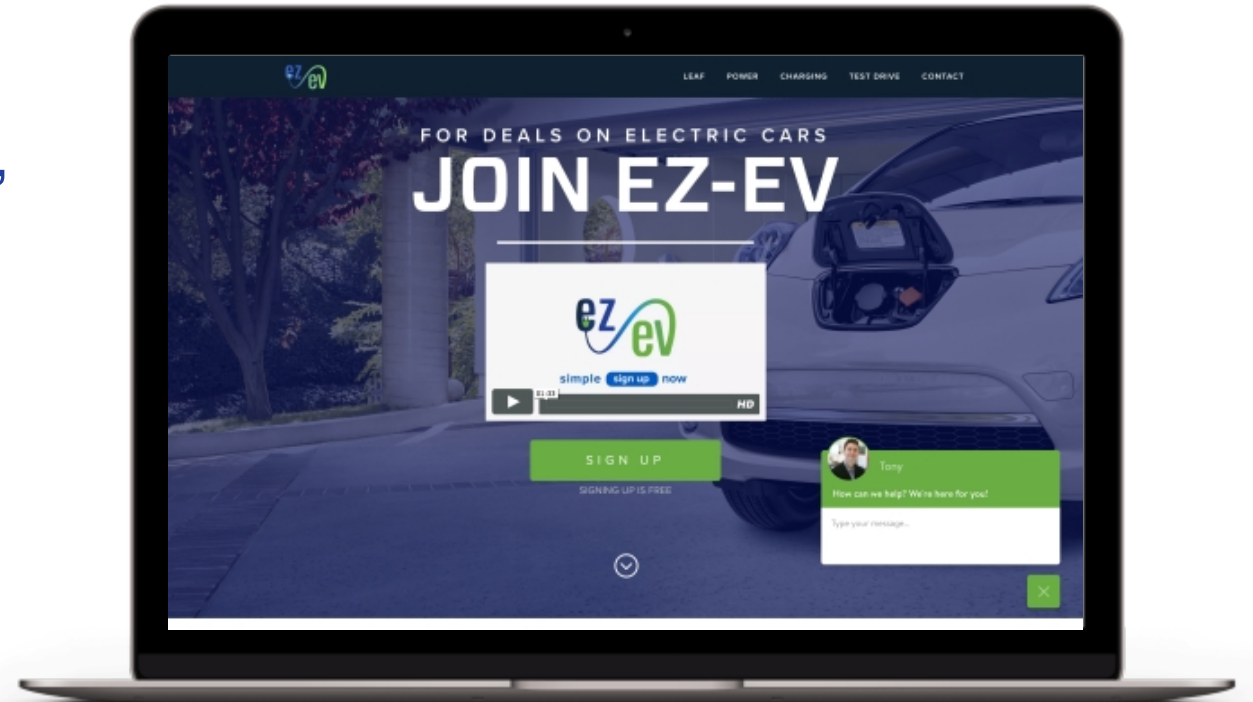 ez ev
LEAF POWER CHARGING TEST DRIVE CONTACT
FOR DEALS ON ELECTRIC CARS
JOIN EZ-EV
ez ev
simple sign up now
01:33
HD
SIGN UP
SIGNING UP IS FREE
Tony
How can we help? We're here for you!
Type your message...